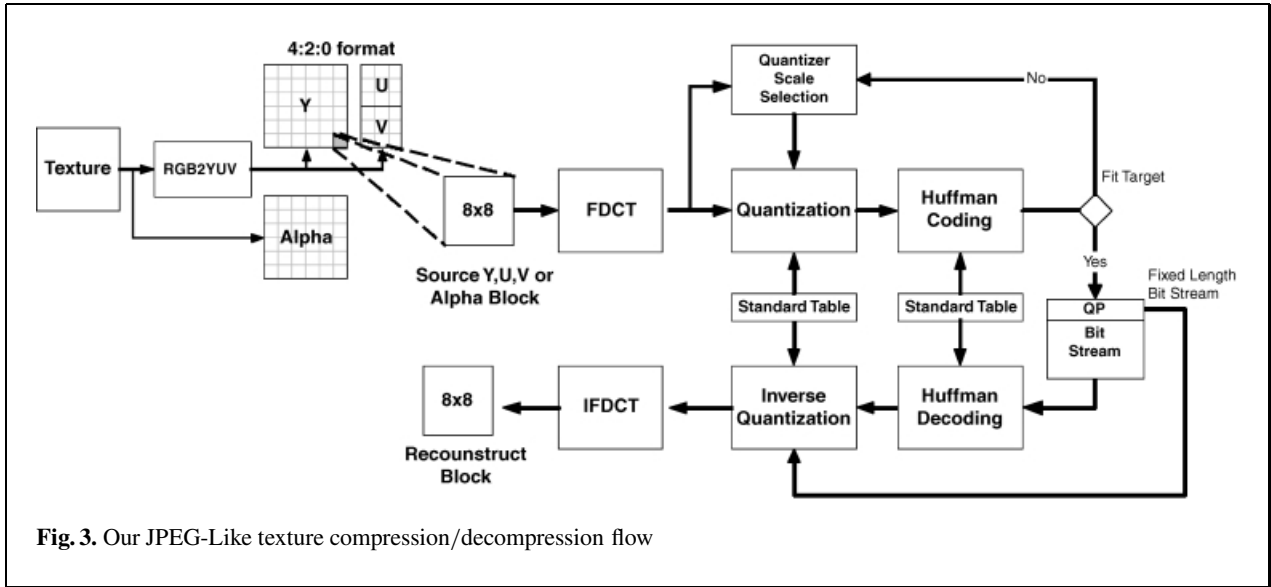 4:2:0 format
Y
U
V
Texture
RGB2YUV
Alpha
8x8
Source Y,U,V or
Alpha Block
FDCT
Quantizer
Scale
Selection
Quantization
Huffman
Coding
No
Fit Target
Yes
Fixed Length
Bit Stream
QP
Bit
Stream
Standard Table
Standard Table
8x8
Recounstruct
Block
IFDCT
Inverse
Quantization
Huffman
Decoding
Fig. 3. Our JPEG-Like texture compression/decompression flow